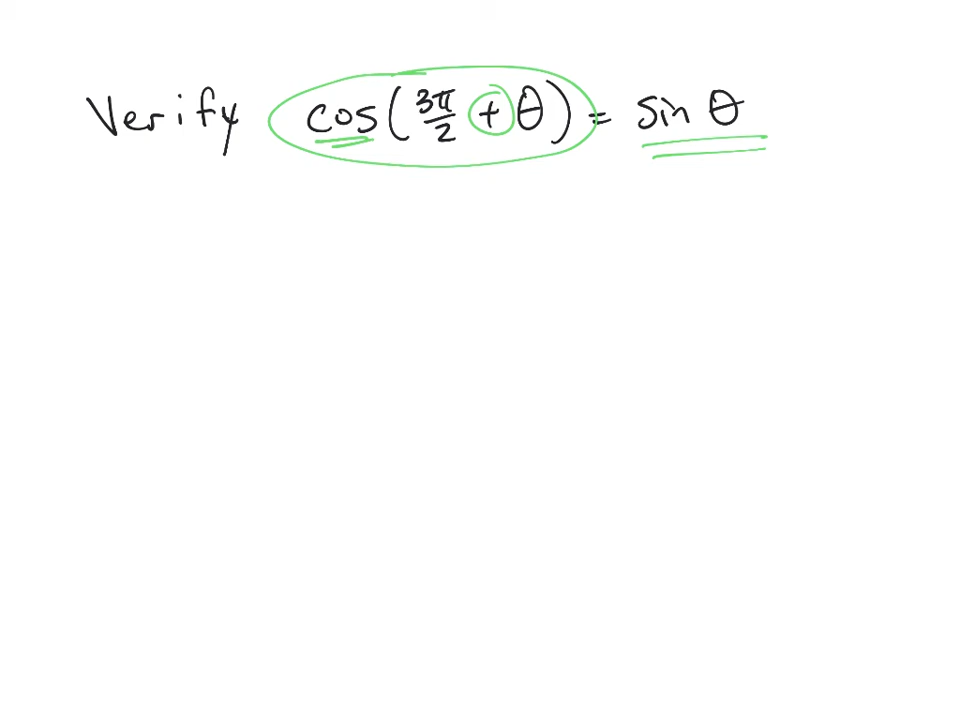 Verify cos(3π/2 + θ) = sin θ